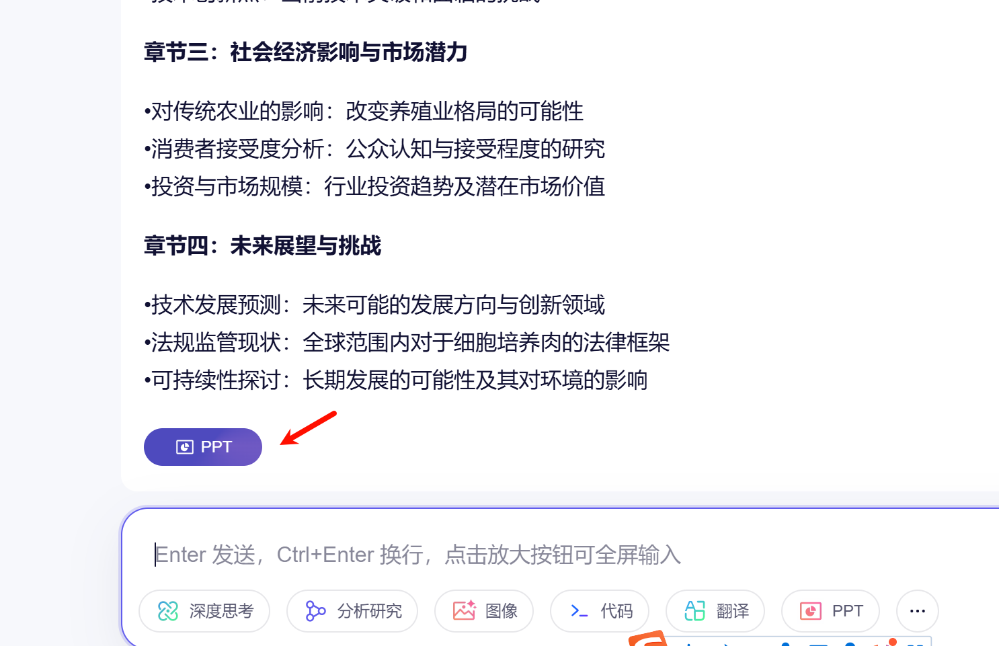 章节三：社会经济影响与市场潜力
•对传统农业的影响：改变养殖业格局的可能性
•消费者接受度分析：公众认知与接受程度的研究
•投资与市场规模：行业投资趋势及潜在市场价值
章节四：未来展望与挑战
•技术发展预测：未来可能的发展方向与创新领域
•法规监管现状：全球范围内对于细胞培养肉的法律框架
•可持续性探讨：长期发展的可能性及其对环境的影响
PPT
Enter 发送，Ctrl+Enter 换行，点击放大按钮可全屏输入
深度思考 分析研究 图像 代码 翻译 PPT ···